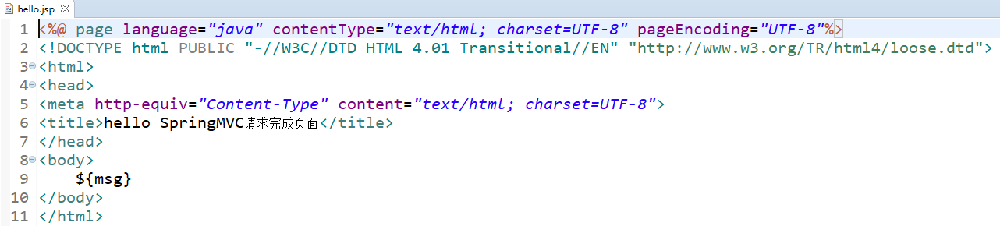 hello.jsp
1 <%@ page language="java" contentType="text/html; charset=UTF-8" pageEncoding="UTF-8"%>
2 <!DOCTYPE html PUBLIC "-//W3C//DTD HTML 4.01 Transitional//EN" "http://www.w3.org/TR/html4/loose.dtd">
3 <html>
4 <head>
5 <meta http-equiv="Content-Type" content="text/html; charset=UTF-8">
6 <title>hello SpringMVC请求完成页面</title>
7 </head>
8 <body>
9     ${msg}
10 </body>
11 </html>